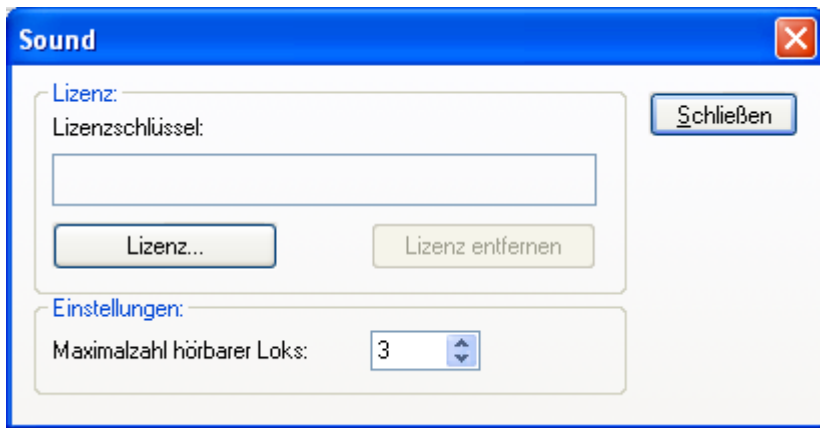 Sound
Lizenz:
Lizenzschlüssel:
Schließen
Lizenz...
Lizenz entfernen
Einstellungen:
Maximalzahl hörbarer Loks:
3